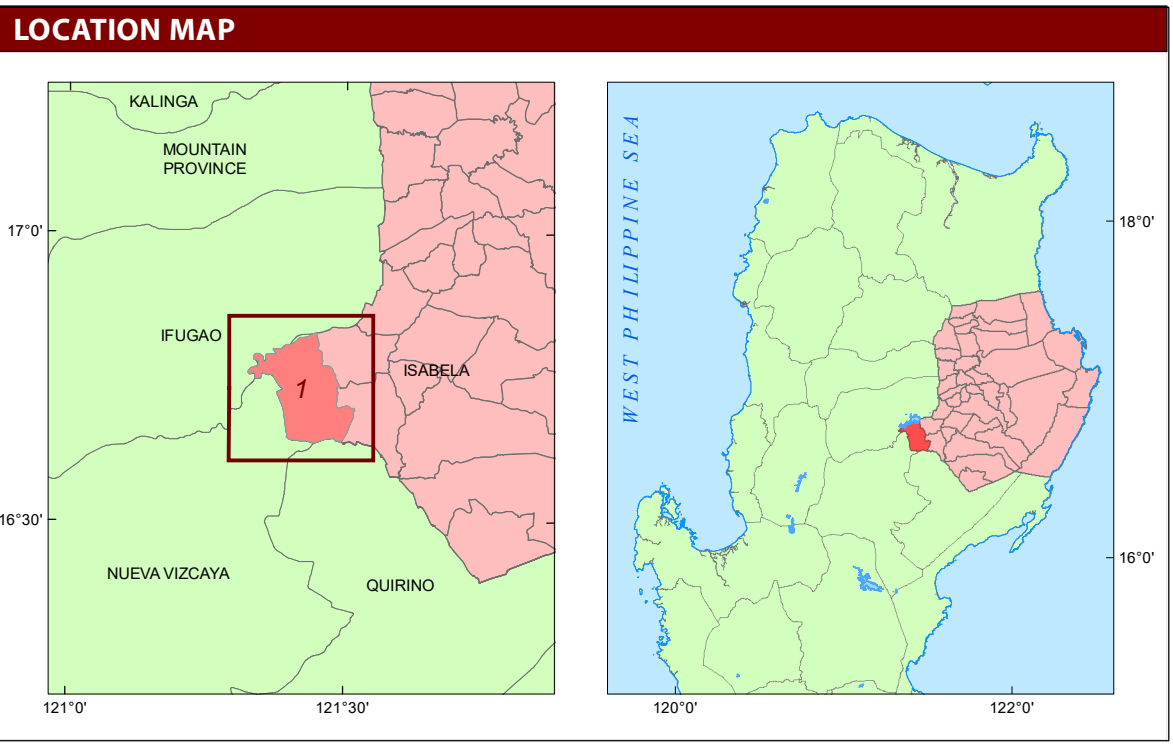 LOCATION MAP
KALINGA
MOUNTAIN
PROVINCE
17°0'
IFUGAO
ISABELA
1
16°30'
NUEVA VIZCAYA
QUIRINO
121°0'
121°30'
WEST PHILIPPINE SEA
18°0'
16°0'
120°0'
122°0'